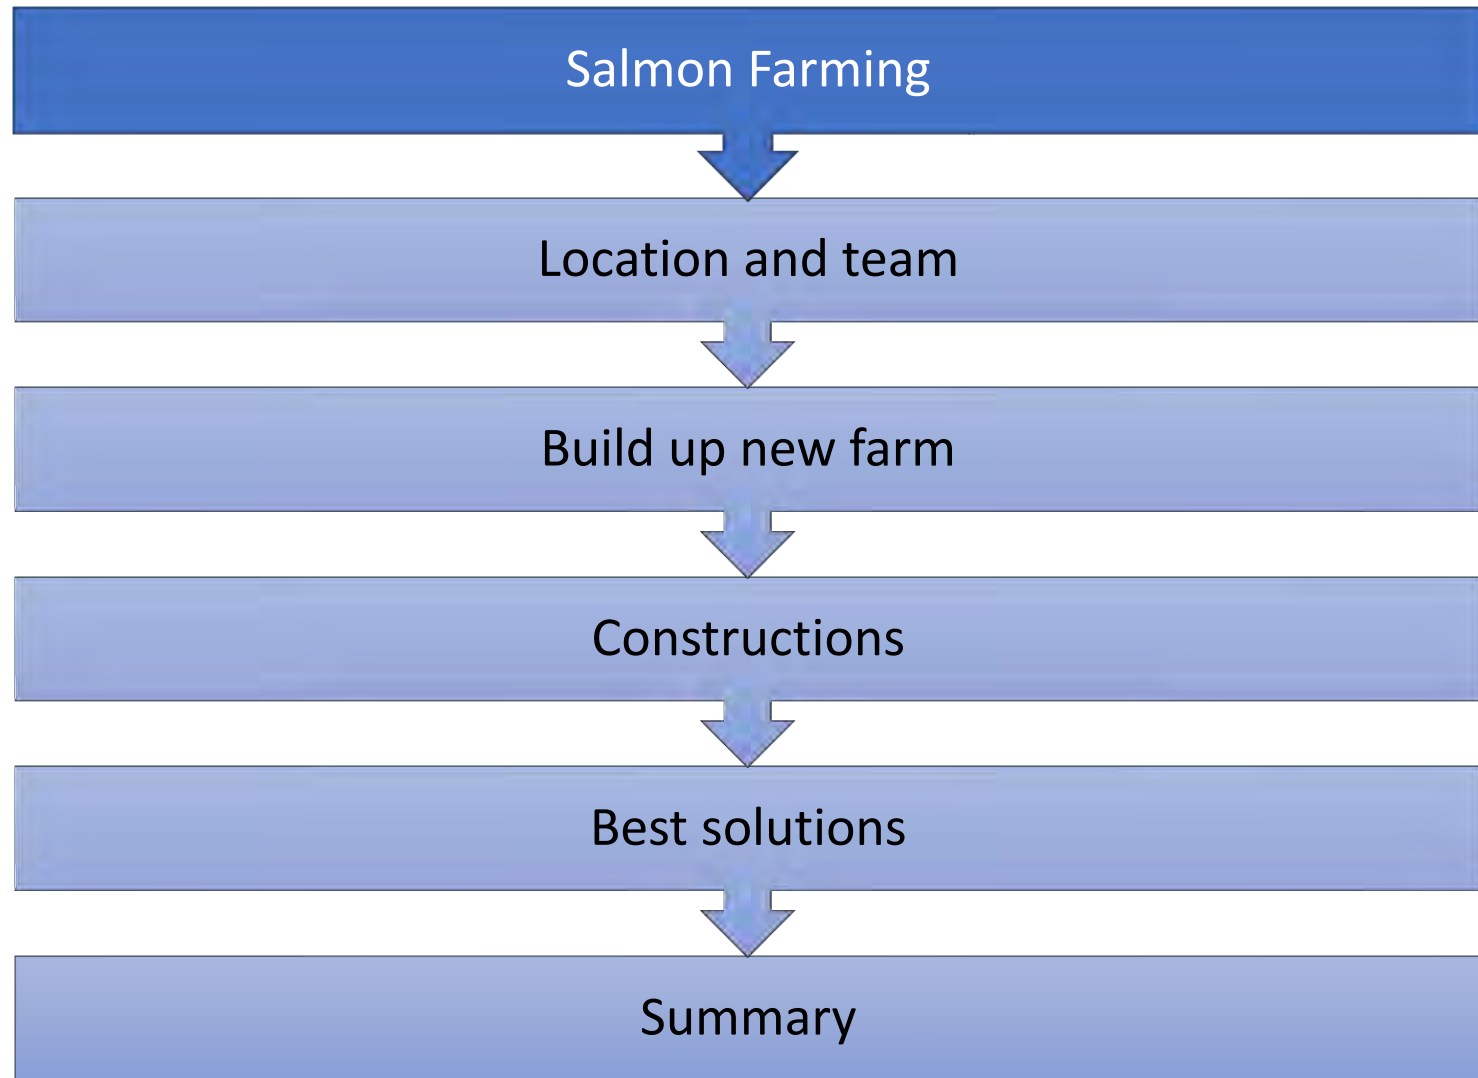 Salmon Farming
Location and team
Build up new farm
Constructions
Best solutions
Summary